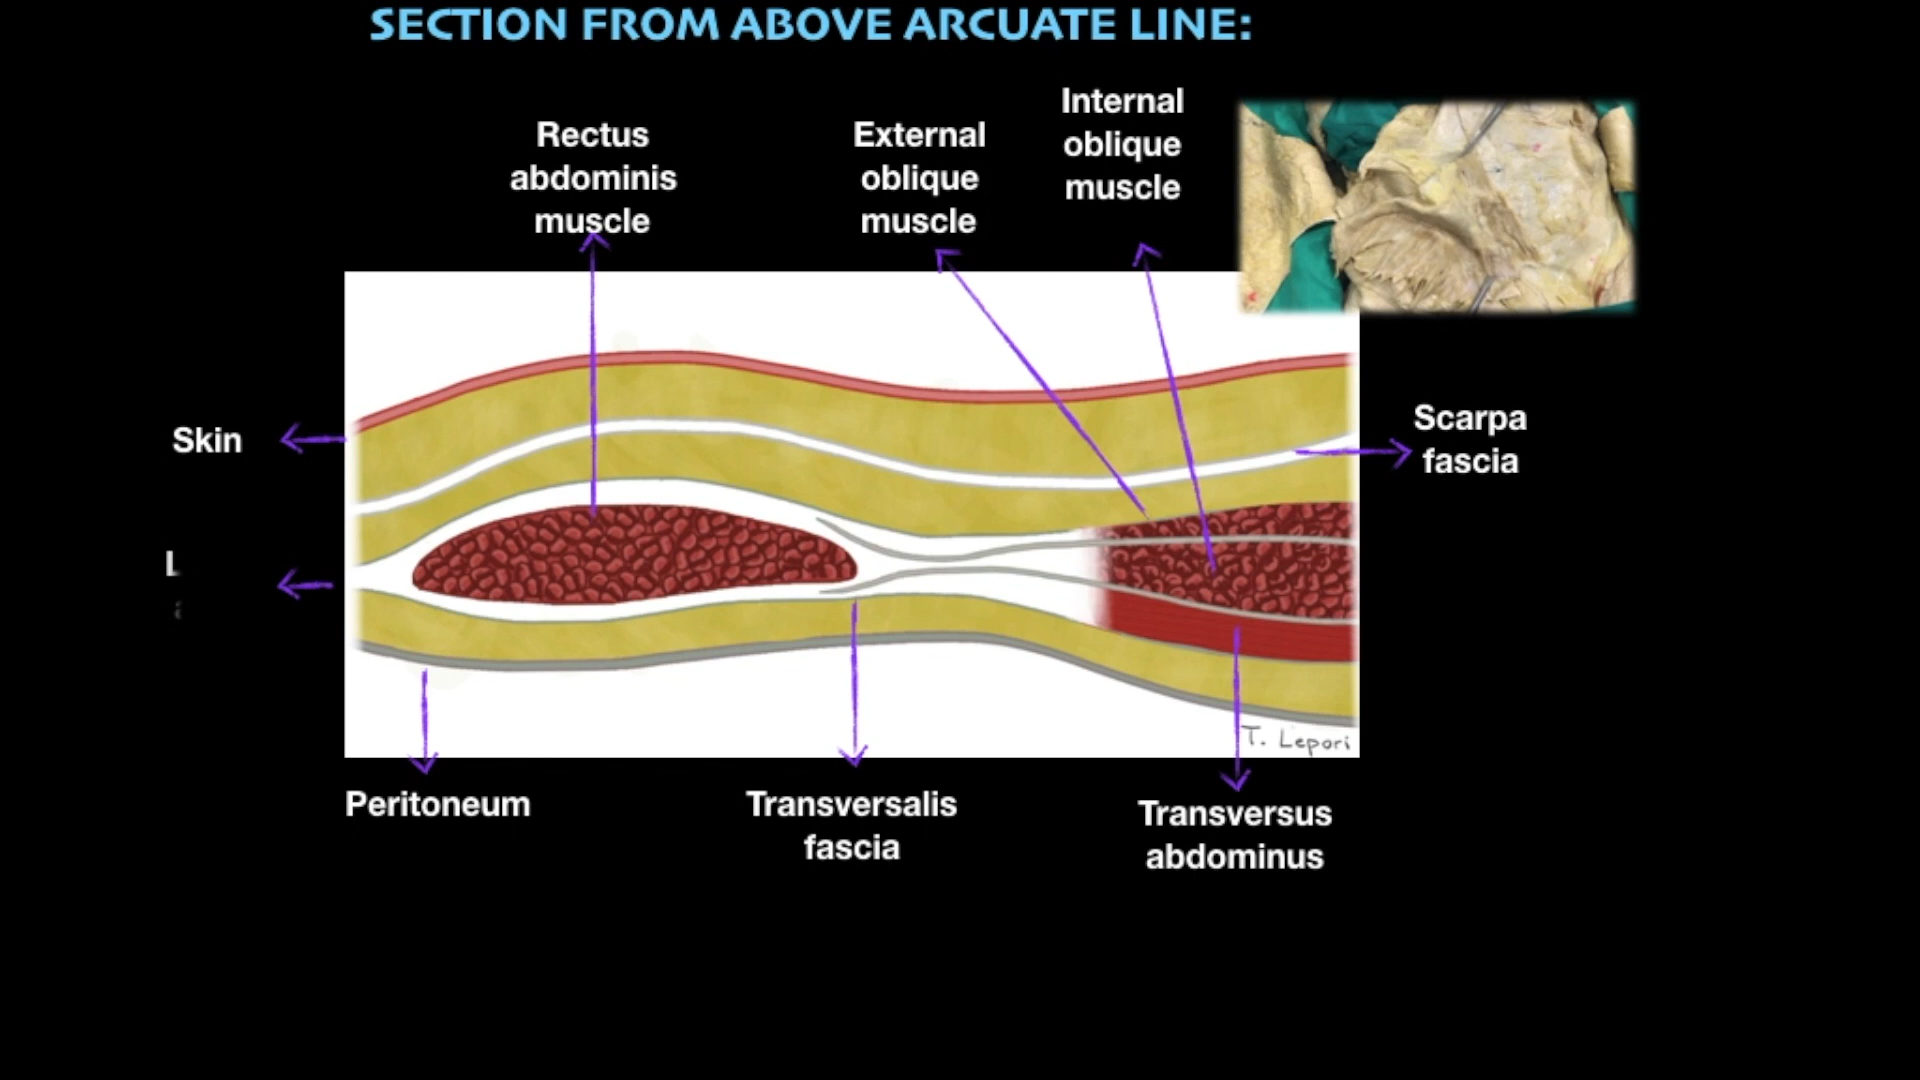 SECTION FROM ABOVE ARCUATE LINE:
Internal
oblique
muscle
Rectus
abdominis
muscle
External
oblique
muscle
Scarpa
fascia
Skin
T. Lepori
Peritoneum
Transversalis
fascia
Transversus
abdominus